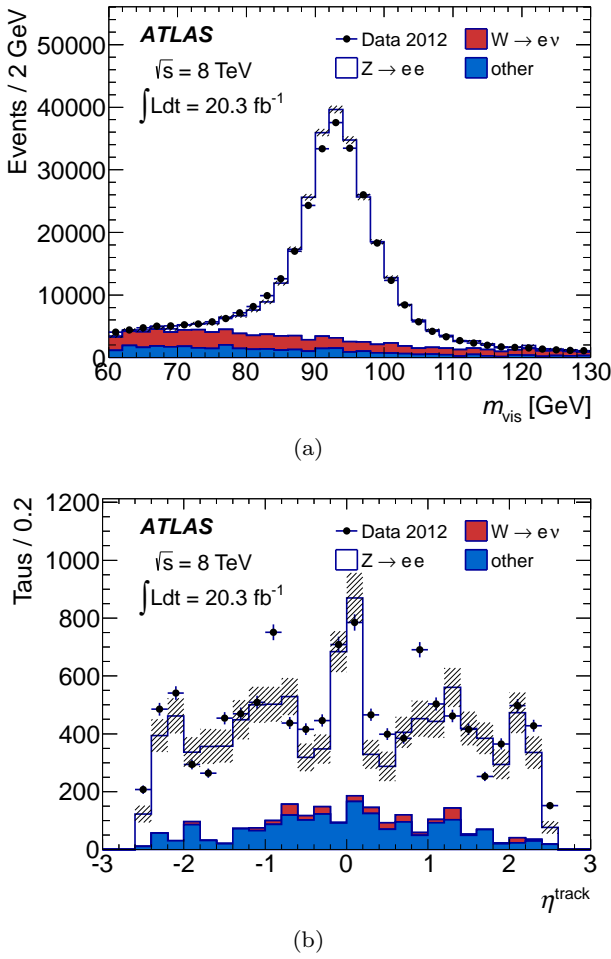 Events / 2 GeV
50000
40000
30000
20000
10000
0
ATLAS
√s = 8 TeV
∫Ldt = 20.3 fb⁻¹
Data 2012
W → eν
Z → ee
other
60 70 80 90 100 110 120 130
m_vis [GeV]
(a)
Taus / 0.2
1200
1000
800
600
400
200
0
ATLAS
√s = 8 TeV
∫Ldt = 20.3 fb⁻¹
Data 2012
W → eν
Z → ee
other
-3 -2 -1 0 1 2 3
η^track
(b)